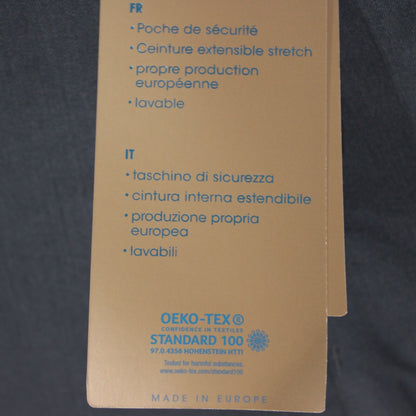 FR
• Poche de sécurité
• Ceinture extensible stretch
• propre production
européenne
• lavable
IT
• taschino di sicurezza
• cintura interna estendibile
• produzione propria
europea
• lavabili
OEKO-TEX®
CONFIDENCE IN TEXTILES
STANDARD 100
97.0.4356 HOHENSTEIN HTTI
Tested for harmful substances.
www.oeko-tex.com/standard100
MADE IN EUROPE